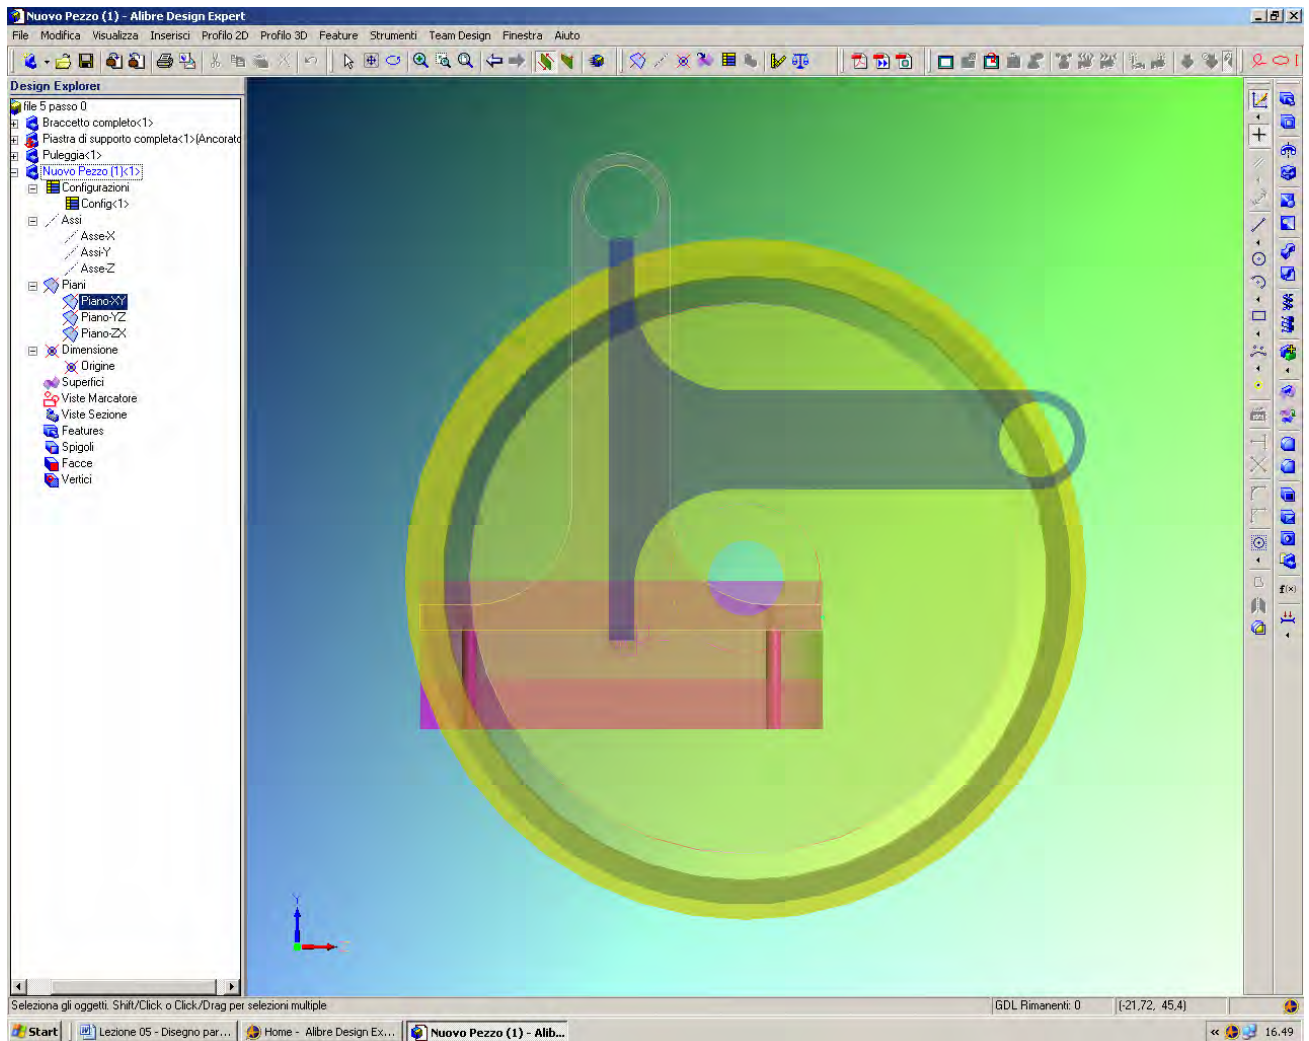 Nuovo Pezzo (1) - Alibre Design Expert
File Modifica Visualizza Inserisci Profilo 2D Profilo 3D Feature Strumenti Team Design Finestra Aiuto
Design Explorer
file 5 passo 0
Braccetto completo<1>
Piastra di supporto completa<1>(Ancorato
Puleggia<1>
Nuovo Pezzo (1)<1>
Configurazioni
Config<1>
Assi
Asse-X
Assi-Y
Asse-Z
Piani
Piano-XY
Piano-YZ
Piano-ZX
Dimensione
Origine
Superfici
Viste Marcatore
Viste Sezione
Features
Spigoli
Facce
Vertici
f(x)
Y
Seleziona gli oggetti. Shift/Click o Click/Drag per selezioni multiple
GDL Rimanenti: 0
(-21,72, 45,4)
Start
Lezione 05 - Disegno par...
Home - Alibre Design Ex...
Nuovo Pezzo (1) - Alib...
«
16.49